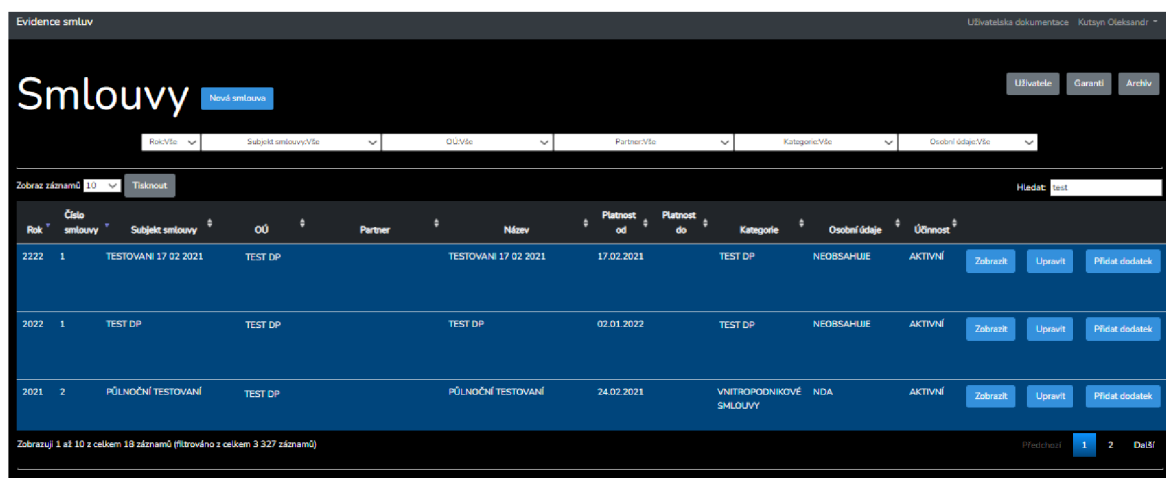 Evidence smluv Uživatelska dokumentace Kutsyn Oleksandr
Smlouvy Nová smlouva Uživatele Garanti Archiv
Rok:Vše Subjekt smlouvy:Vše OÚ:Vše Partner:Vše Kategorie:Vše Osobní údaje:Vše
Zobraz záznamů 10 Tisknout Hledat: test
Rok Číslo smlouvy Subjekt smlouvy OÚ Partner Název Platnost od Platnost do Kategorie Osobní údaje Účinnost
2222 1 TESTOVANI 17 02 2021 TEST DP TESTOVANI 17 02 2021 17.02.2021 TEST DP NEOBSAHUJE AKTIVNÍ Zobrazit Upravit Přidat dodatek
2022 1 TEST DP TEST DP TEST DP 02.01.2022 TEST DP NEOBSAHUJE AKTIVNÍ Zobrazit Upravit Přidat dodatek
2021 2 PŮLNOČNÍ TESTOVANÍ TEST DP PŮLNOČNÍ TESTOVANÍ 24.02.2021 VNITROPODNIKOVÉ SMLOUVY NDA AKTIVNÍ Zobrazit Upravit Přidat dodatek
Zobrazuji 1 až 10 z celkem 18 záznamů (filtrováno z celkem 3 327 záznamů) Předchozí 1 2 Další